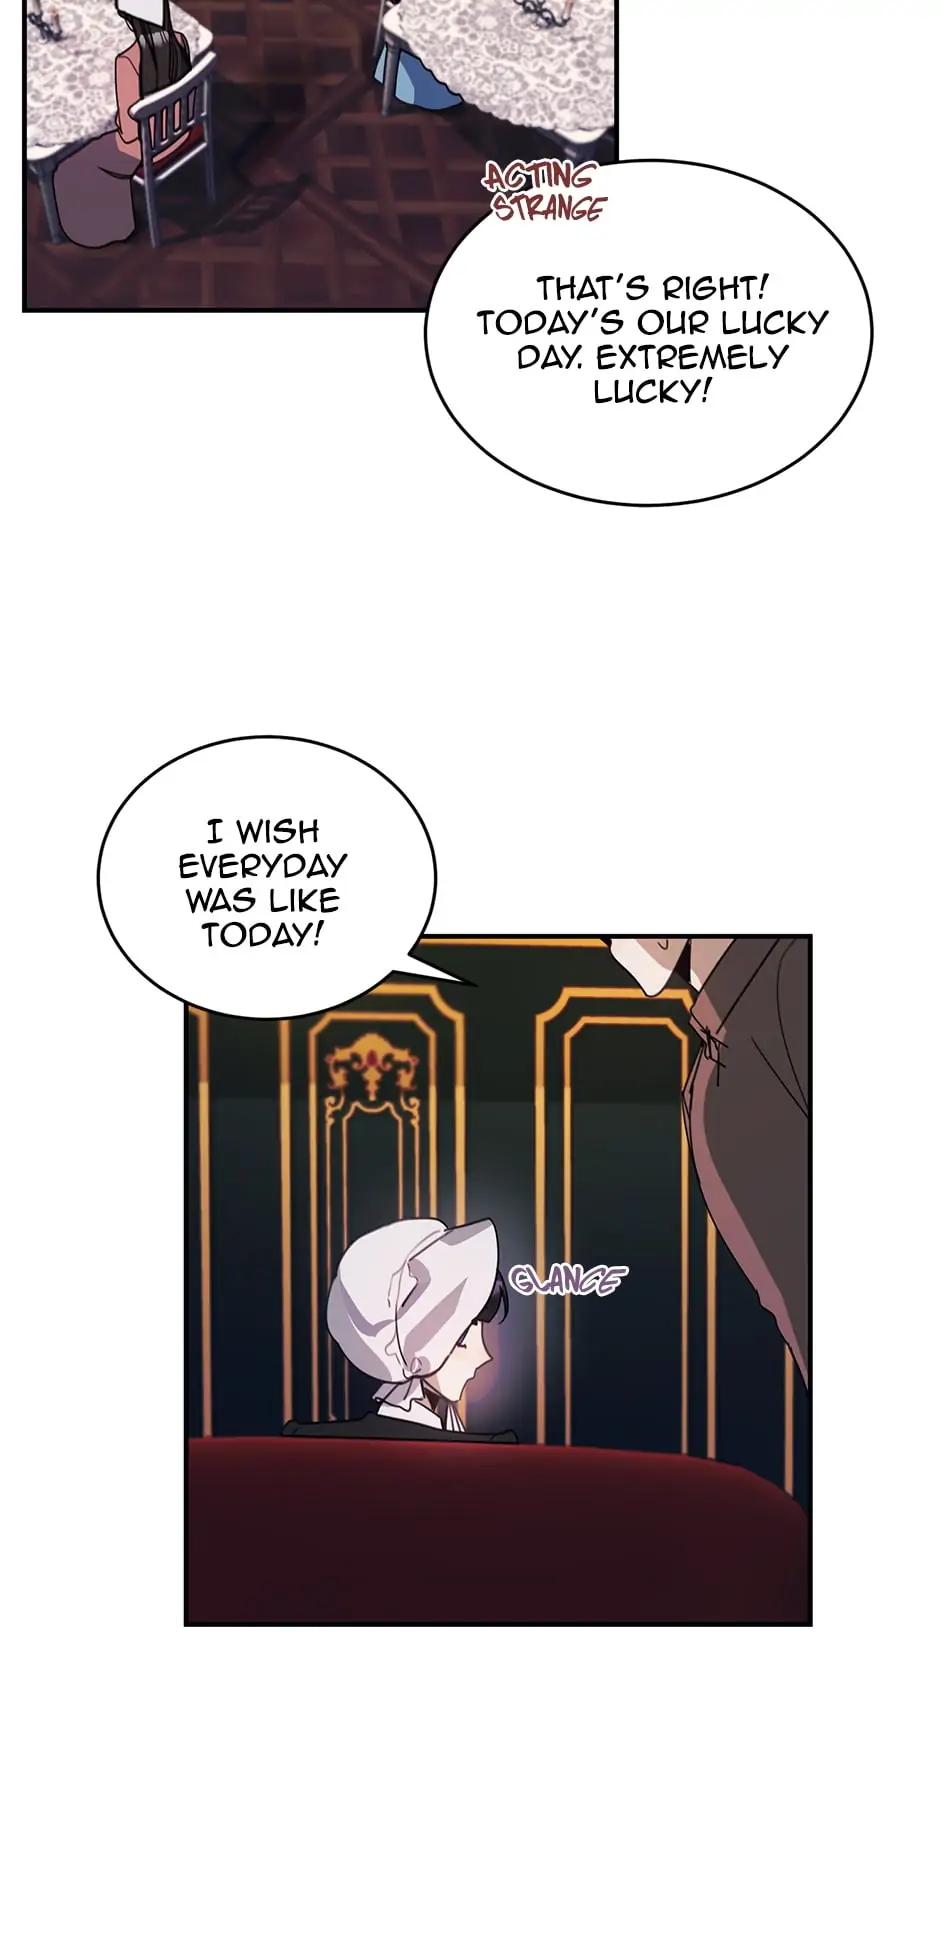 ACTING
STRANGE
THAT'S RIGHT!
TODAY'S OUR LUCKY
DAY. EXTREMELY
LUCKY!
I WISH
EVERYDAY
WAS LIKE
TODAY!
GLANCE